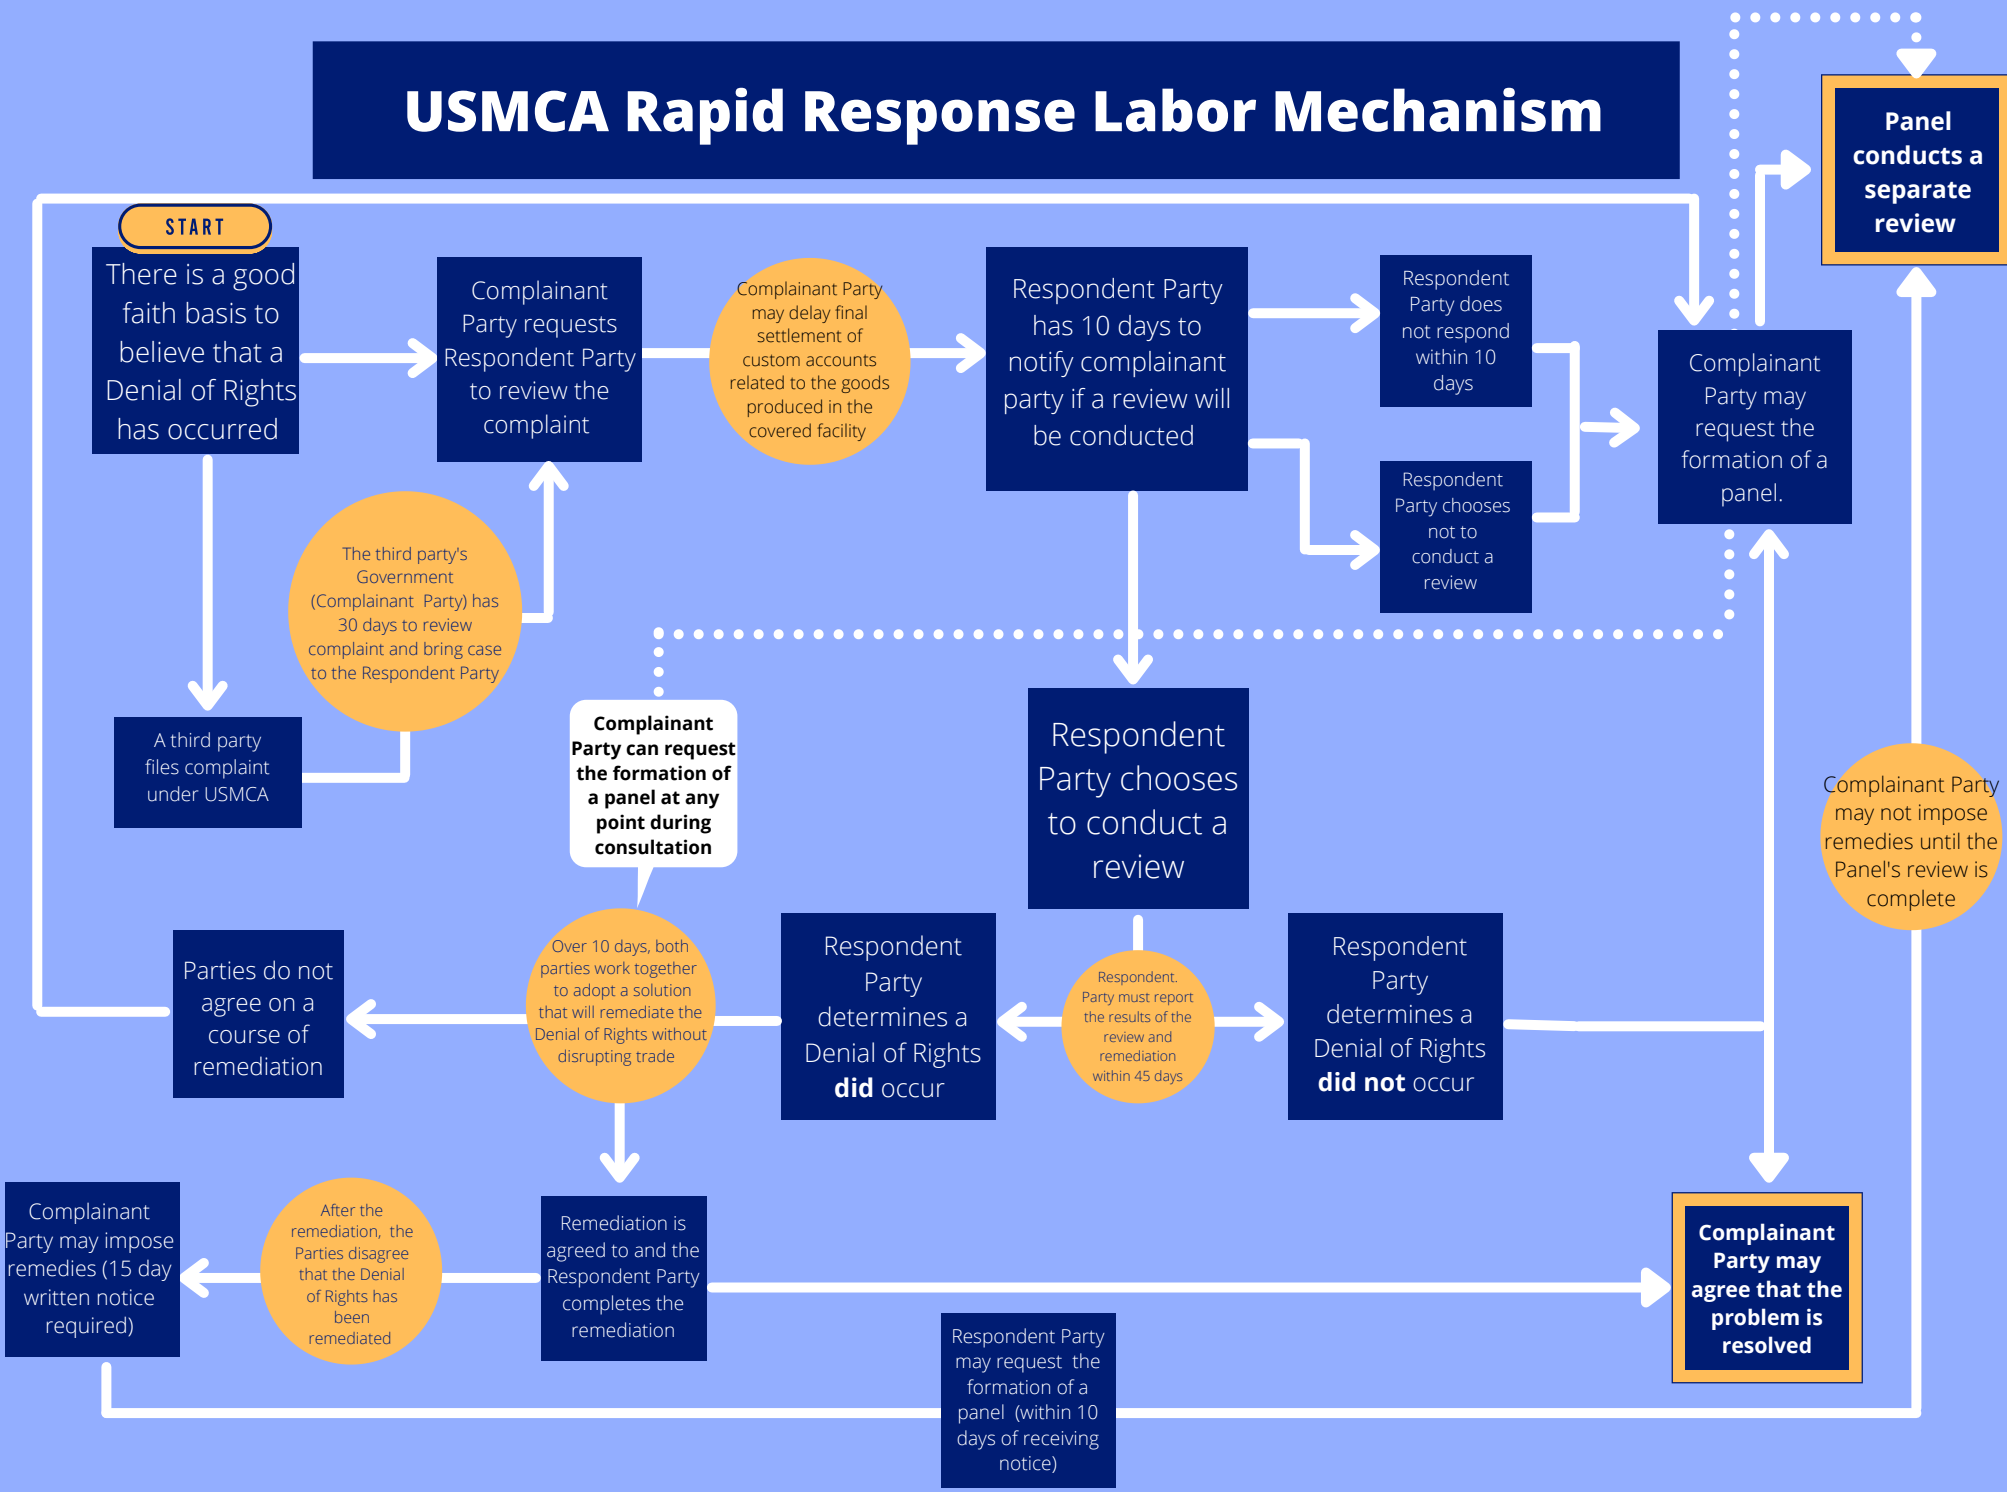 USMCA Rapid Response Labor Mechanism
Panel
conducts a
separate
review
START
There is a good
faith basis to
believe that a
Denial of Rights
has occurred
Complainant
Party requests
Respondent Party
to review the
complaint
Complainant Party
may delay final
settlement of
custom accounts
related to the goods
produced in the
covered facility
Respondent Party
has 10 days to
notify complainant
party if a review will
be conducted
Respondent
Party does
not respond
within 10
days
Respondent
Party chooses
not to
conduct a
review
Complainant
Party may
request the
formation of a
panel.
The third party's
Government
(Complainant Party) has
30 days to review
complaint and bring case
to the Respondent Party
A third party
files complaint
under USMCA
Complainant
Party can request
the formation of
a panel at any
point during
consultation
Respondent
Party chooses
to conduct a
review
Complainant Party
may not impose
remedies until the
Panel's review is
complete
Parties do not
agree on a
course of
remediation
Over 10 days, both
parties work together
to adopt a solution
that will remediate the
Denial of Rights without
disrupting trade
Respondent
Party
determines a
Denial of Rights
did occur
Respondent.
Party must report
the results of the
review and
remediation
within 45 days
Respondent
Party
determines a
Denial of Rights
did not occur
Complainant
Party may impose
remedies (15 day
written notice
required)
After the
remediation, the
Parties disagree
that the Denial
of Rights has
been
remediated
Remediation is
agreed to and the
Respondent Party
completes the
remediation
Complainant
Party may
agree that the
problem is
resolved
Respondent Party
may request the
formation of a
panel (within 10
days of receiving
notice)